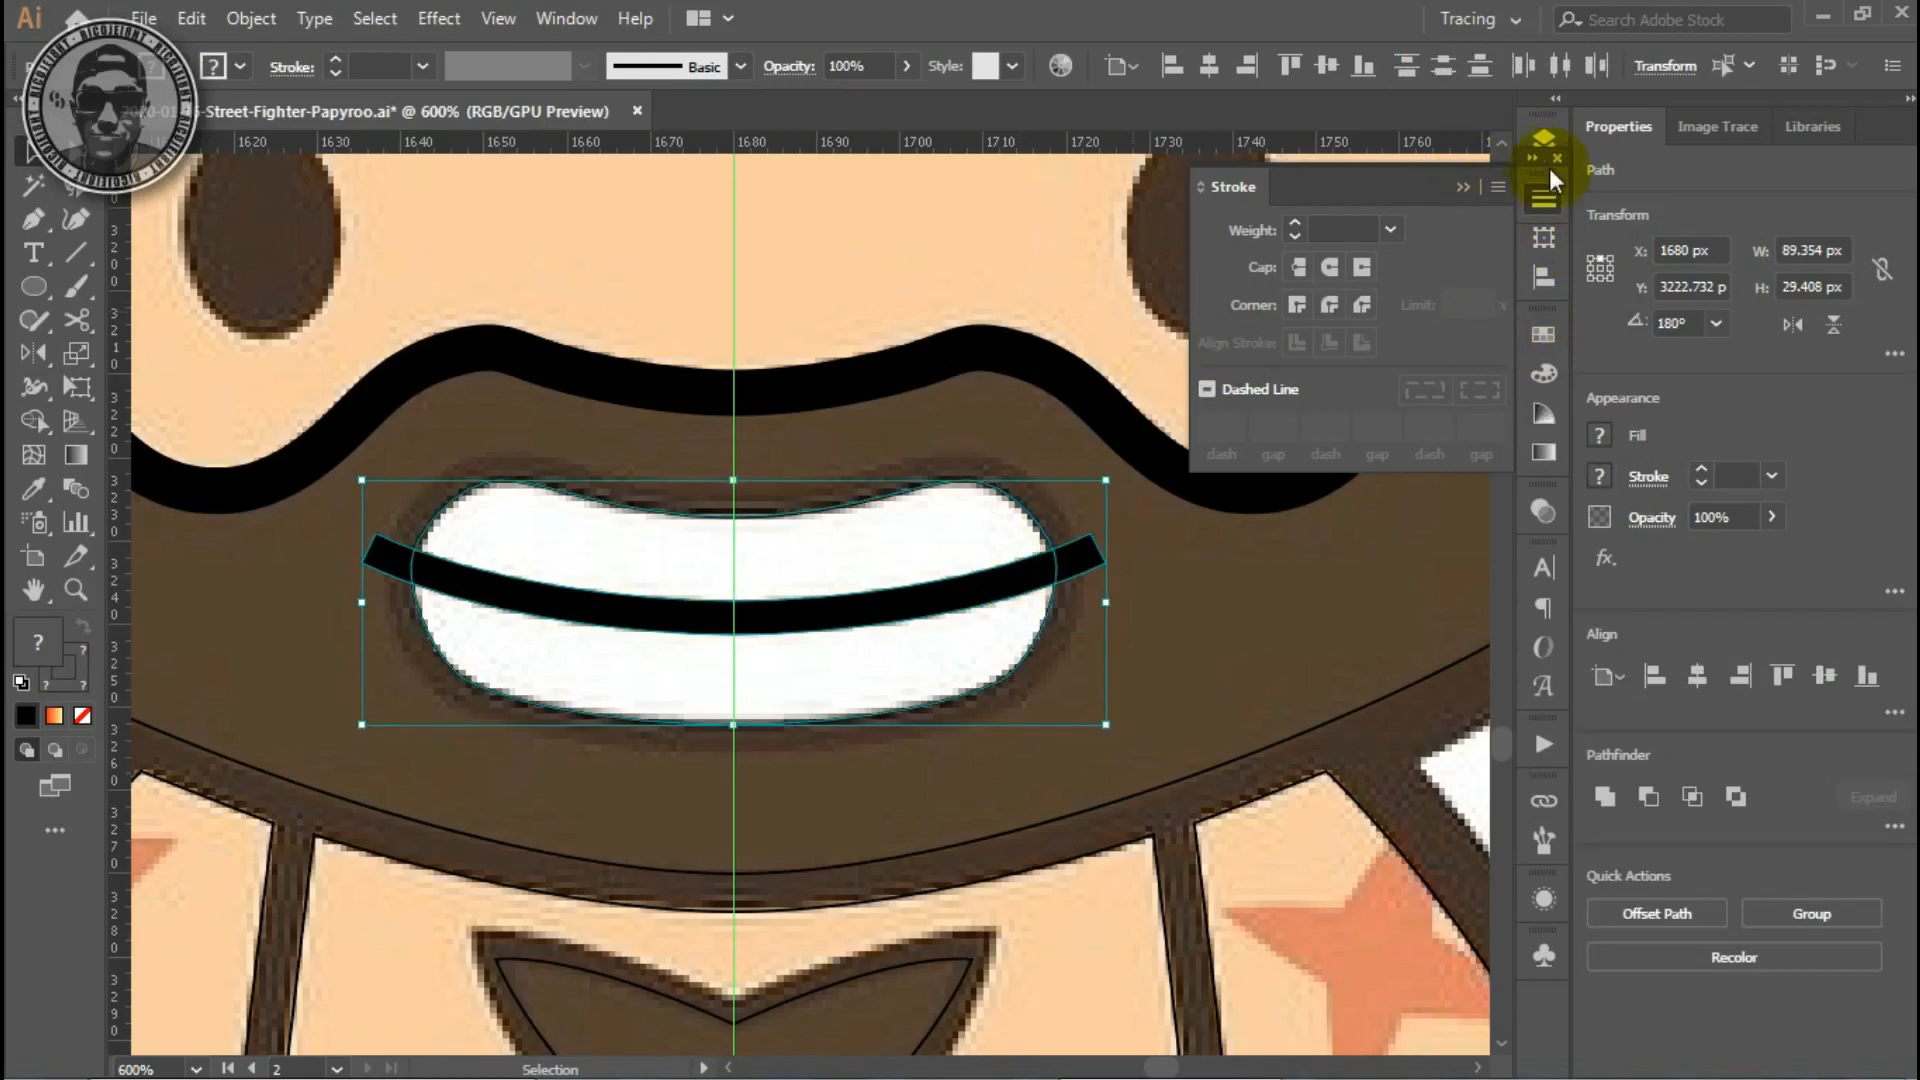 Ai File Edit Object Type Select Effect View Window Help Tracing Search Adobe Stock
RICOJEIGHT
? Stroke: Basic Opacity: 100% Style: Transform
-Street-Fighter-Papyroo.ai* @ 600% (RGB/GPU Preview) ×
1620 1630 1640 1650 1660 1670 1680 1690 1700 1710 1720 1730 1740 1750 1760
Stroke
Weight:
Cap:
Corner: Limit: x
Align Stroke:
Dashed Line
dash gap dash gap dash gap
Properties Image Trace Libraries
Path
Transform
X: 1680 px W: 89.354 px
Y: 3222.732 p H: 29.408 px
180°
Appearance
? Fill
? Stroke
Opacity 100%
fx.
Align
Pathfinder
Expand
Quick Actions
Offset Path Group
Recolor
600% 2 Selection